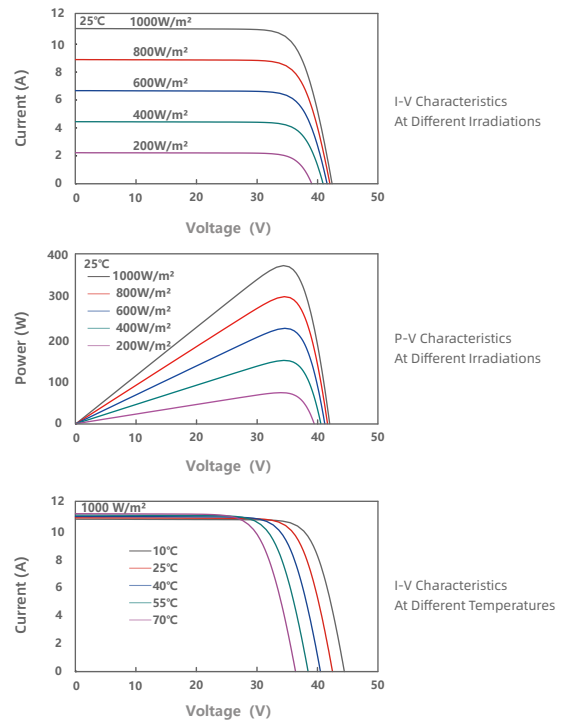 25℃
1000W/m²
800W/m²
600W/m²
400W/m²
200W/m²
12
10
8
6
4
2
0
Current (A)
0 10 20 30 40 50
Voltage (V)
I-V Characteristics
At Different Irradiations
25℃
1000W/m²
800W/m²
600W/m²
400W/m²
200W/m²
400
300
200
100
0
Power (W)
0 10 20 30 40 50
Voltage (V)
P-V Characteristics
At Different Irradiations
1000 W/m²
10℃
25℃
40℃
55℃
70℃
12
10
8
6
4
2
0
Current (A)
0 10 20 30 40 50
Voltage (V)
I-V Characteristics
At Different Temperatures